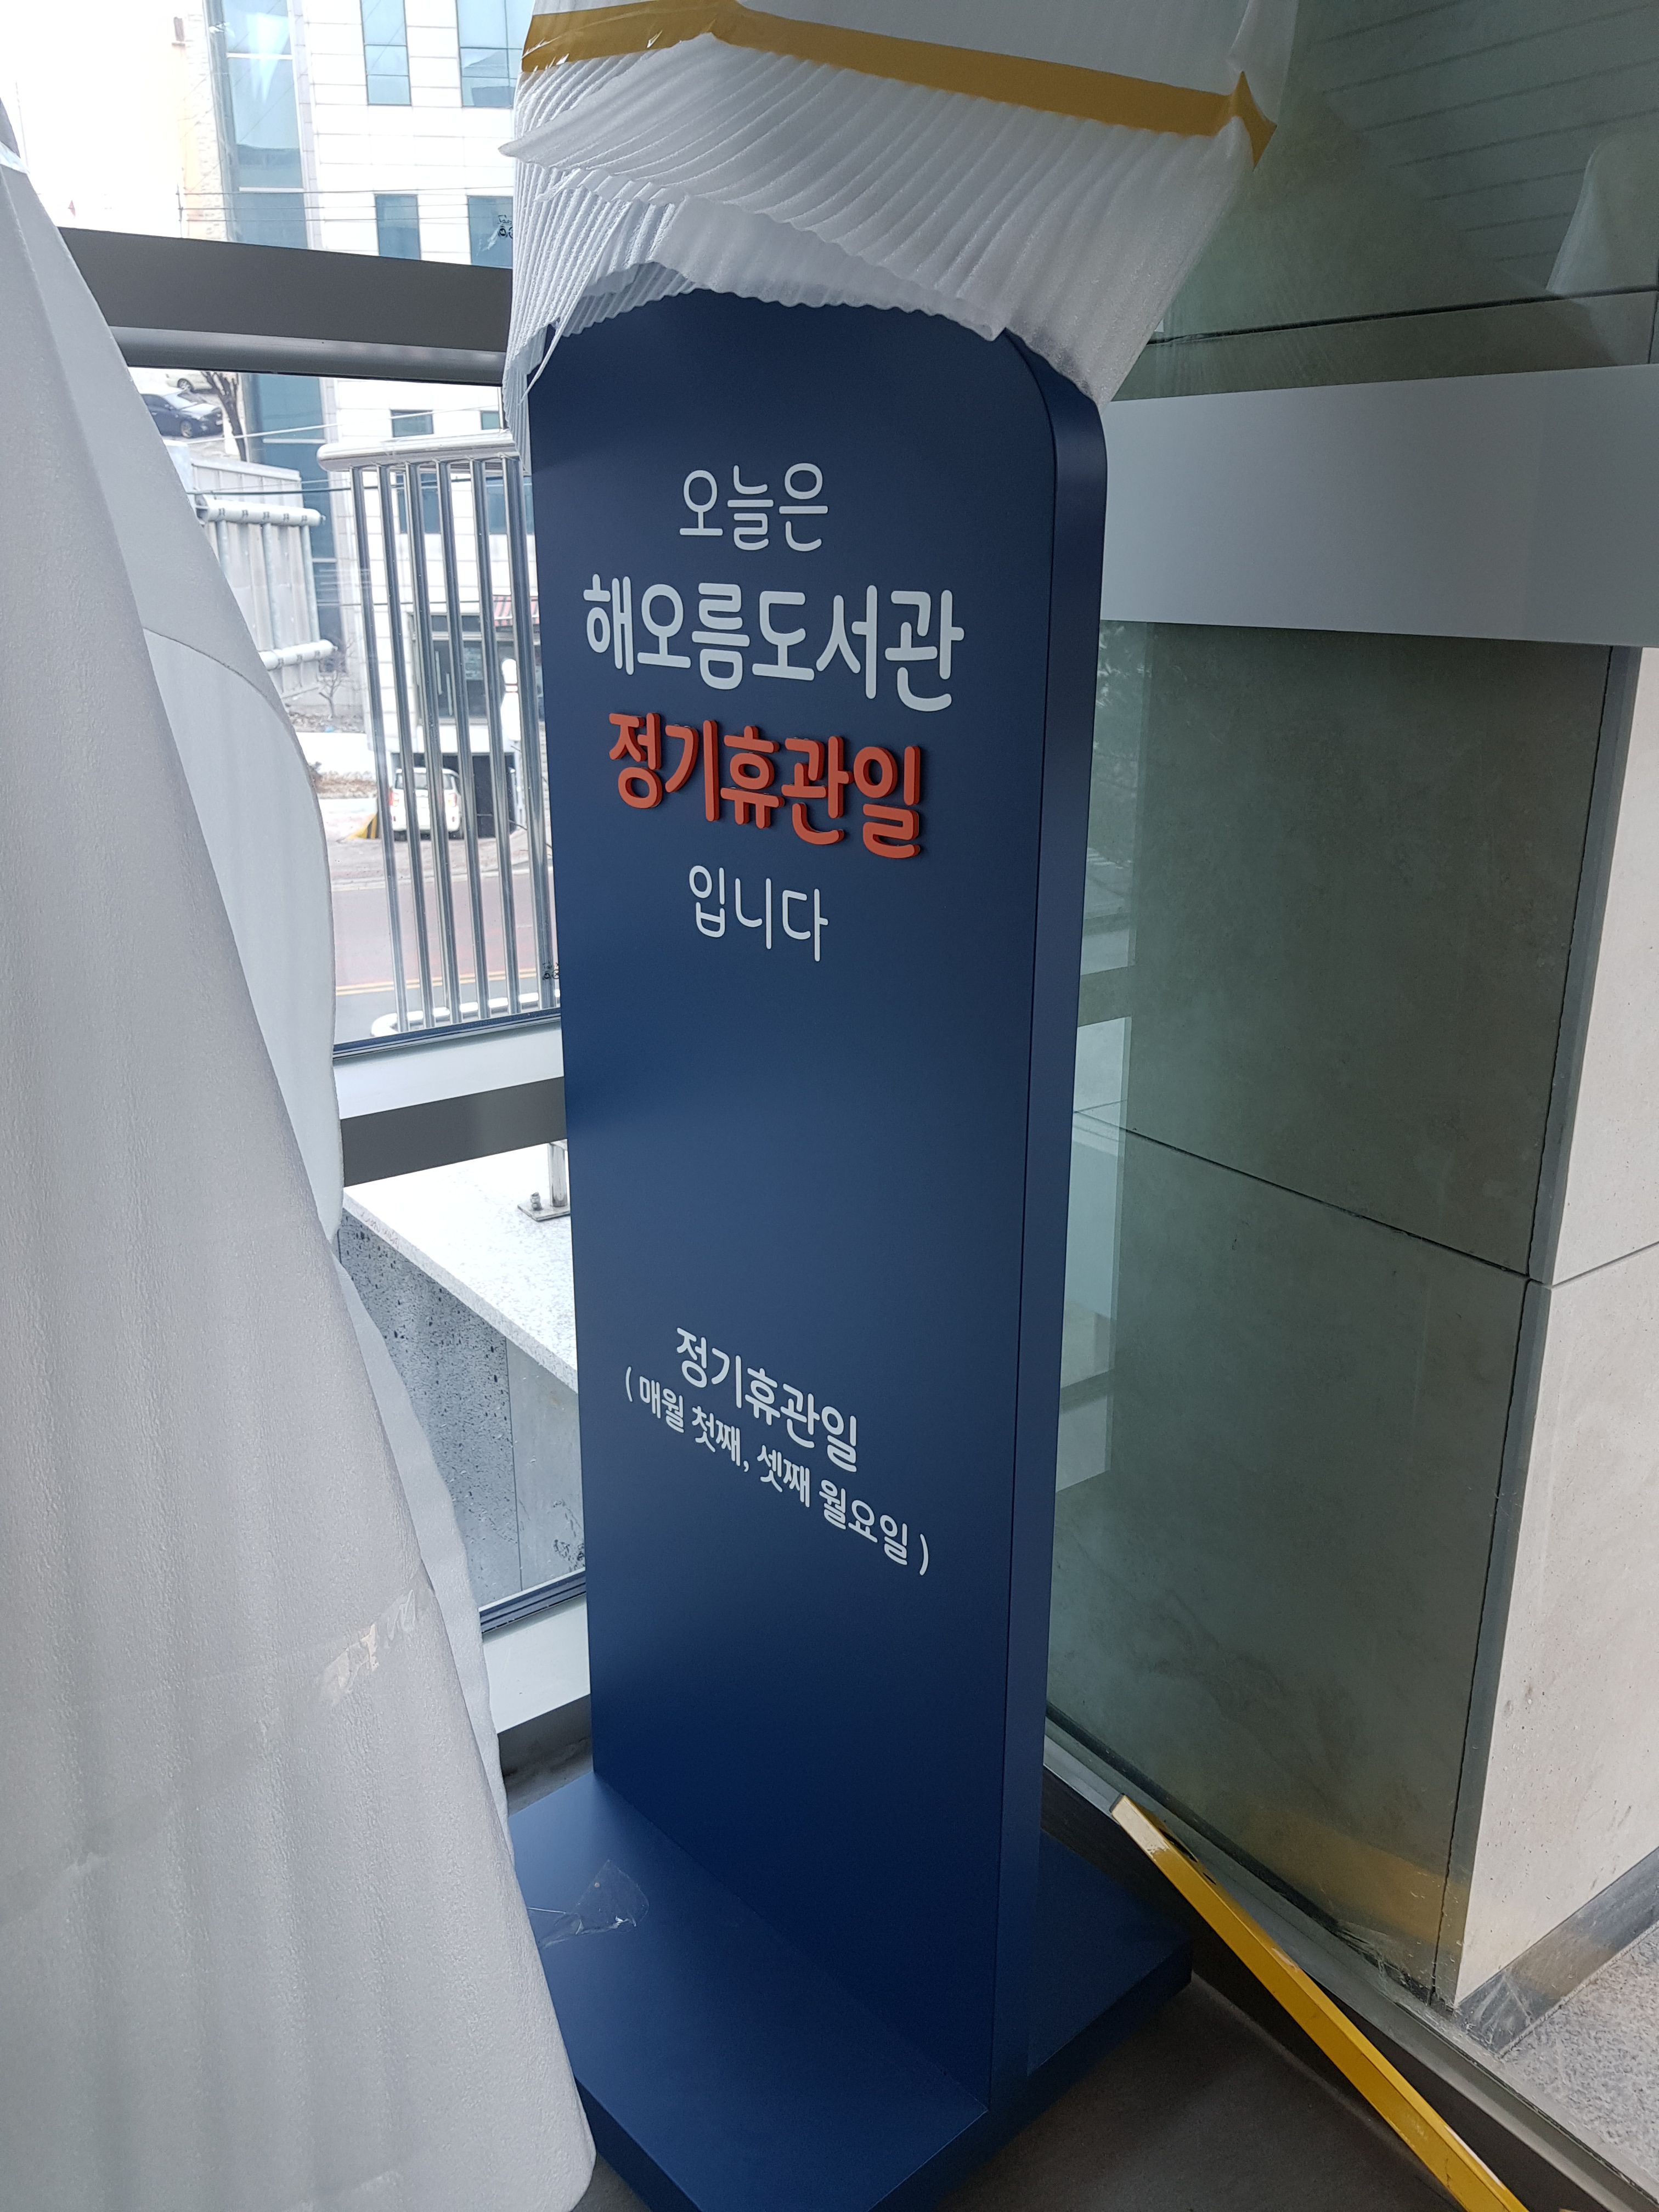 오늘은
해오름도서관
정기휴관일
입니다
정기휴관일
( 매월 첫째, 셋째 월요일 )